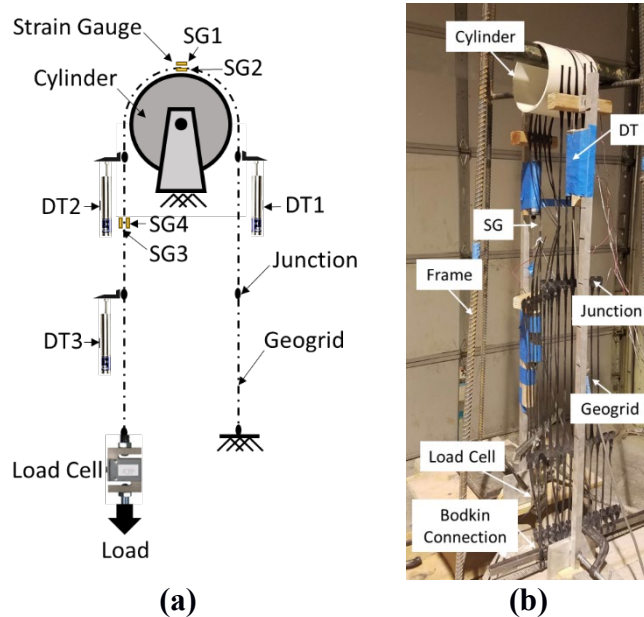 Strain Gauge
SG1
SG2
Cylinder
DT2
SG4
SG3
DT1
Junction
DT3
Geogrid
Load Cell
Load
(a)
Cylinder
DT
SG
Frame
Junction
Geogrid
Load Cell
Bodkin
Connection
(b)